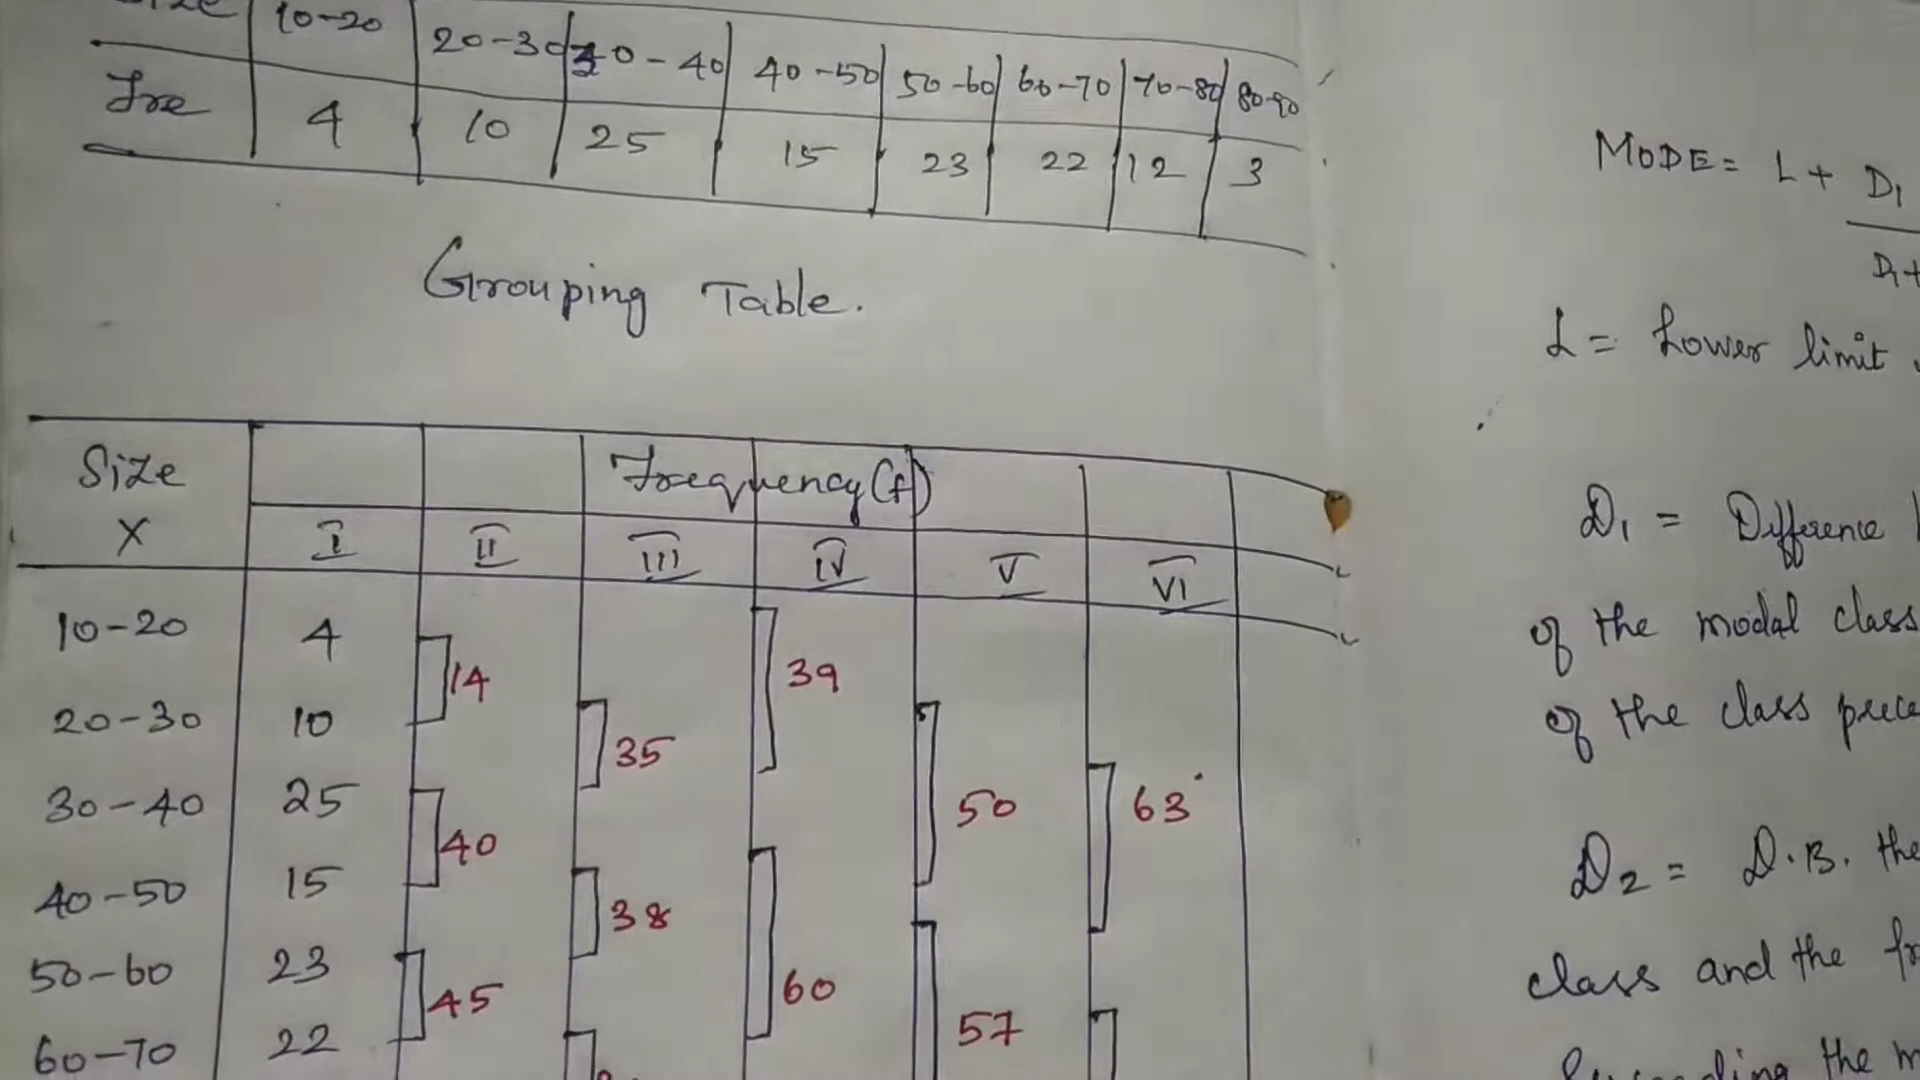 Size 10-20 20-30 30-40 40-50 50-60 60-70 70-80 80-90
Fre 4 10 25 15 23 22 12 3
Grouping Table.
Size Frequency (f)
X I II III IV V VI
10-20 4
14 39
20-30 10
35
30-40 25
50 63
40
40-50 15
38
50-60 23
45 60
57
60-70 22
MODE = L + D1
D1+
L = Lower limit
D1 = Difference
of the modal class
of the class
D2 = D.B. the
class and the
the